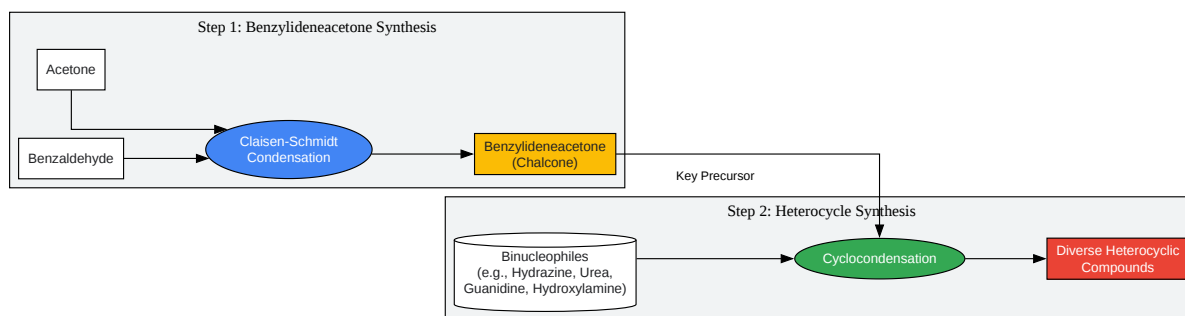 Step 1: Benzylideneacetone Synthesis
Acetone
Benzaldehyde
Claisen-Schmidt
Condensation
Benzylideneacetone
(Chalcone)
Key Precursor
Step 2: Heterocycle Synthesis
Binucleophiles
(e.g., Hydrazine, Urea,
Guanidine, Hydroxylamine)
Cyclocondensation
Diverse Heterocyclic
Compounds